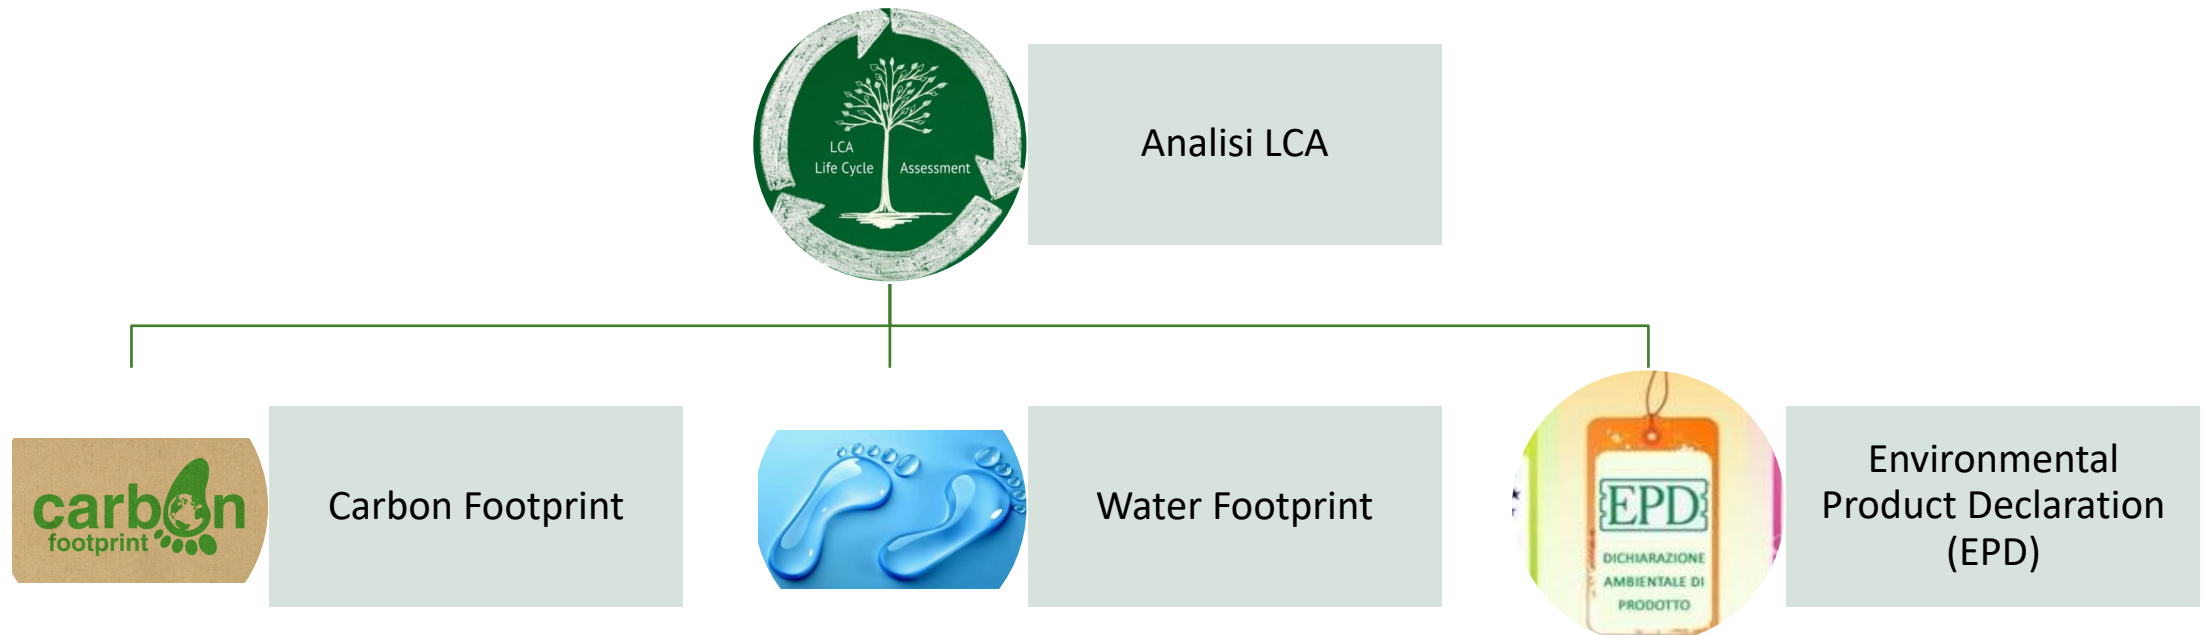 LCA
Life Cycle Assessment
Analisi LCA
carbon
footprint
Carbon Footprint
Water Footprint
EPD
DICHIARAZIONE
AMBIENTALE DI
PRODOTTO
Environmental
Product Declaration
(EPD)